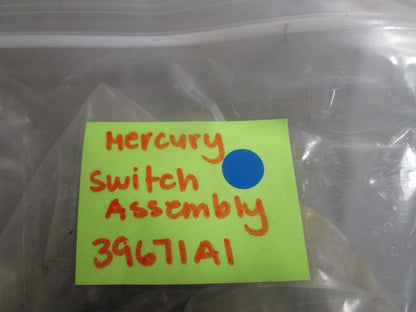 Mercury
Switch
Assembly
39671A1